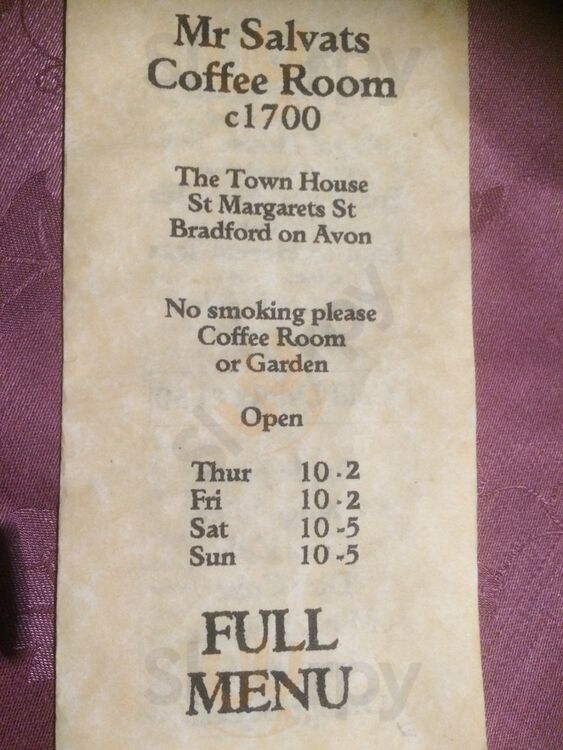 Mr Salvats
Coffee Room
c1700
The Town House
St Margarets St
Bradford on Avon
No smoking please
Coffee Room
or Garden
Open
Thur 10 - 2
Fri 10 - 2
Sat 10 -5
Sun 10 -5
FULL
MENU